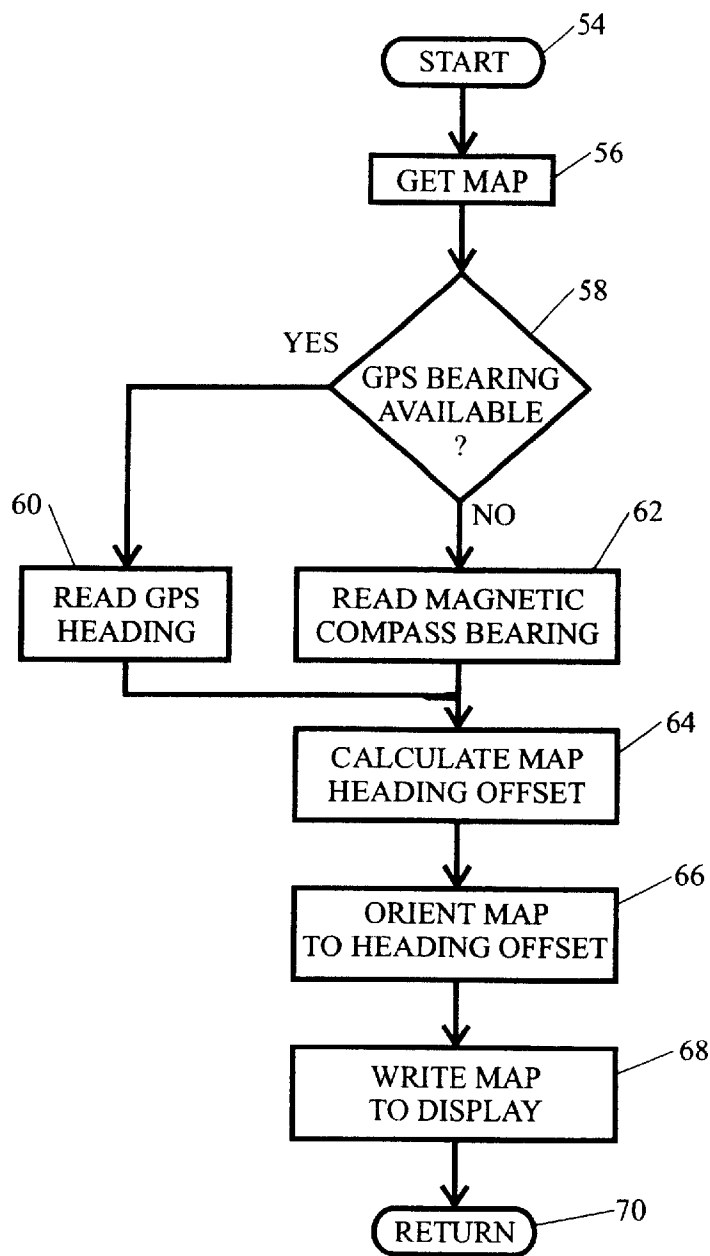 54
START
56
GET MAP
58
YES
GPS BEARING
AVAILABLE
?
NO
60
READ GPS
HEADING
62
READ MAGNETIC
COMPASS BEARING
64
CALCULATE MAP
HEADING OFFSET
66
ORIENT MAP
TO HEADING OFFSET
68
WRITE MAP
TO DISPLAY
70
RETURN